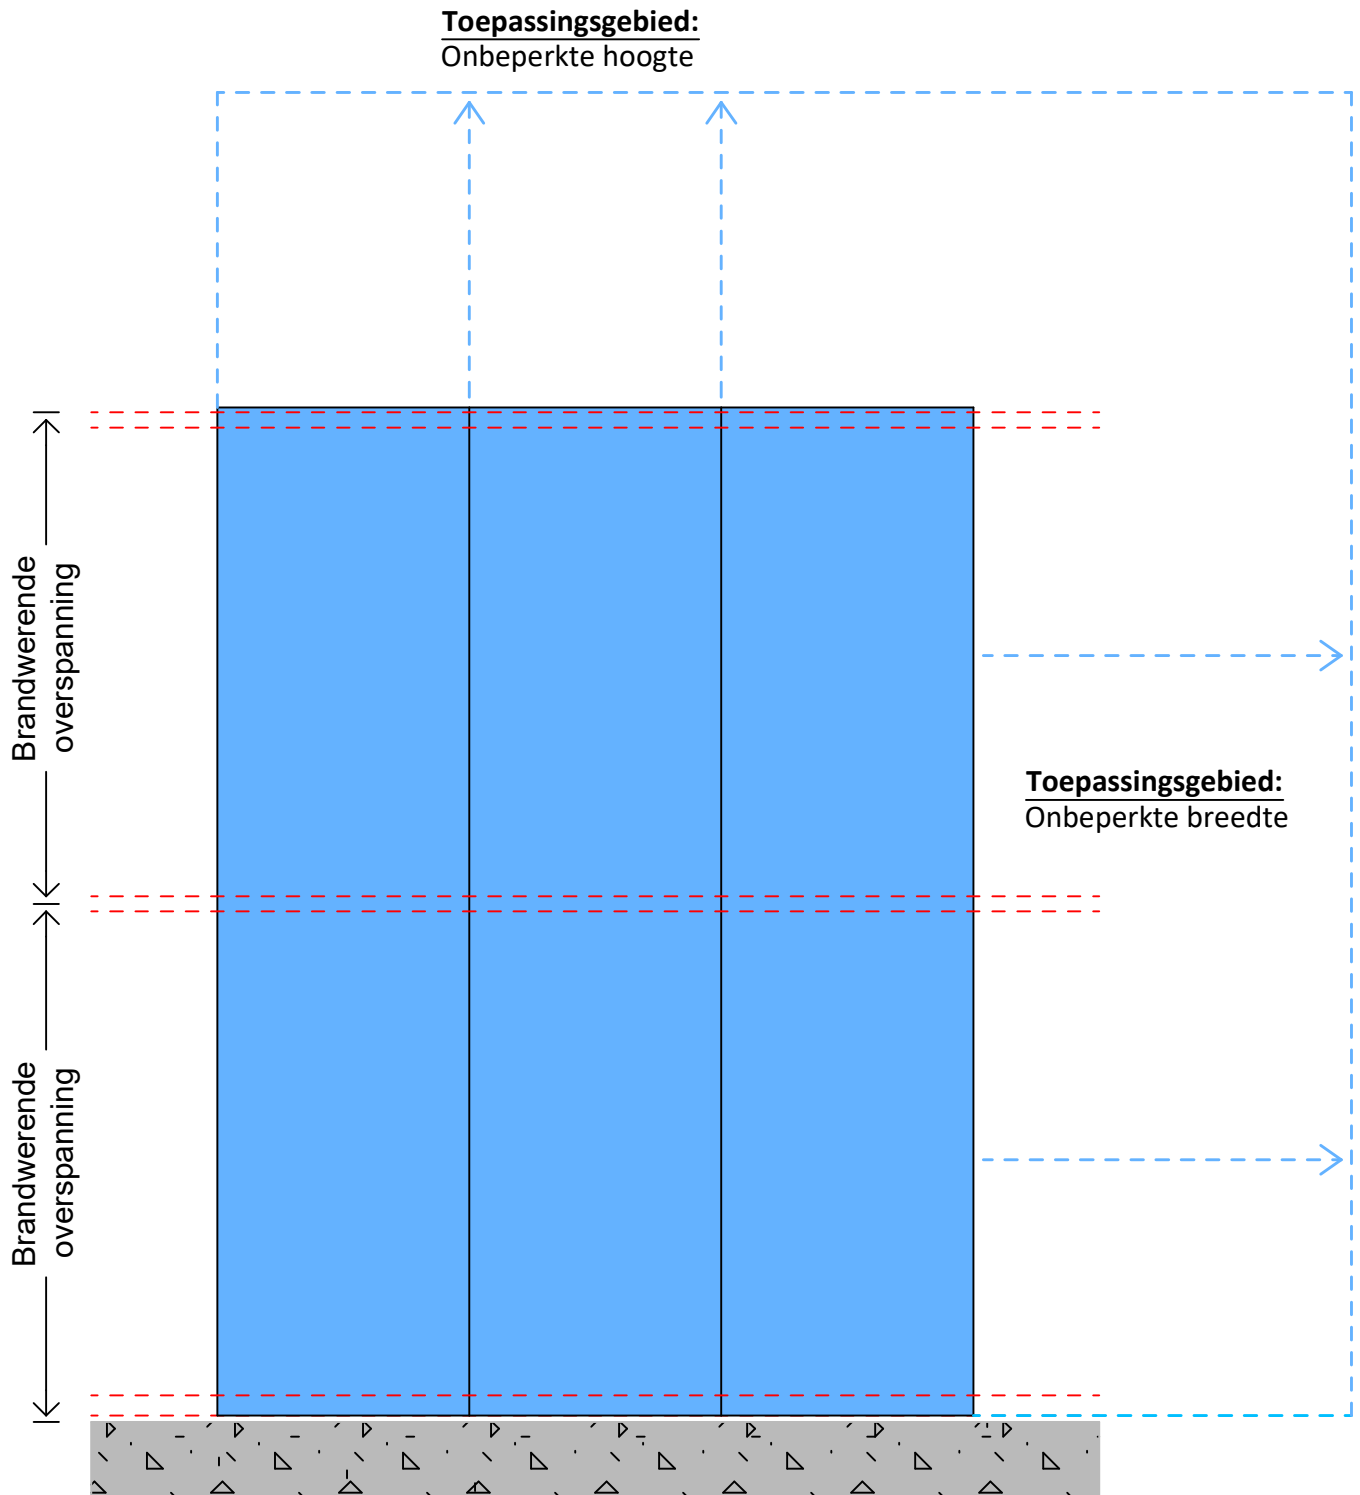 Toepassingsgebied:
Onbeperkte hoogte
Brandwerende
overspanning
Toepassingsgebied:
Onbeperkte breedte
Brandwerende
overspanning